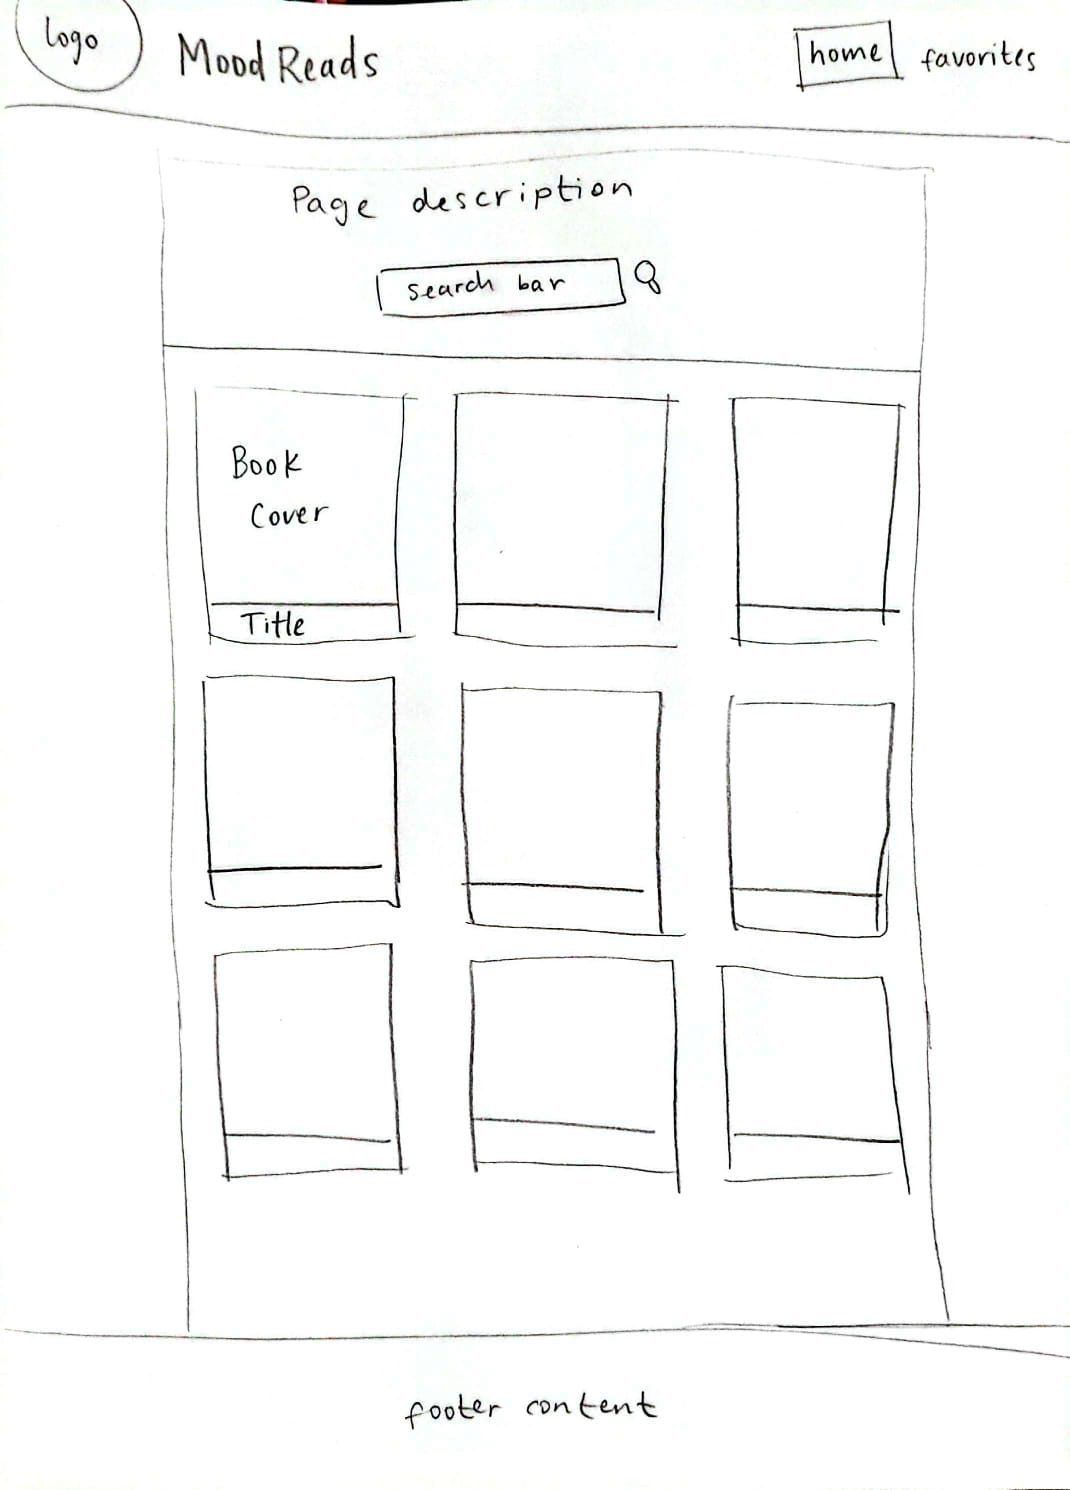 logo
Mood Reads
home
favorites
Page description
search bar
Book
Cover
Title
footer content